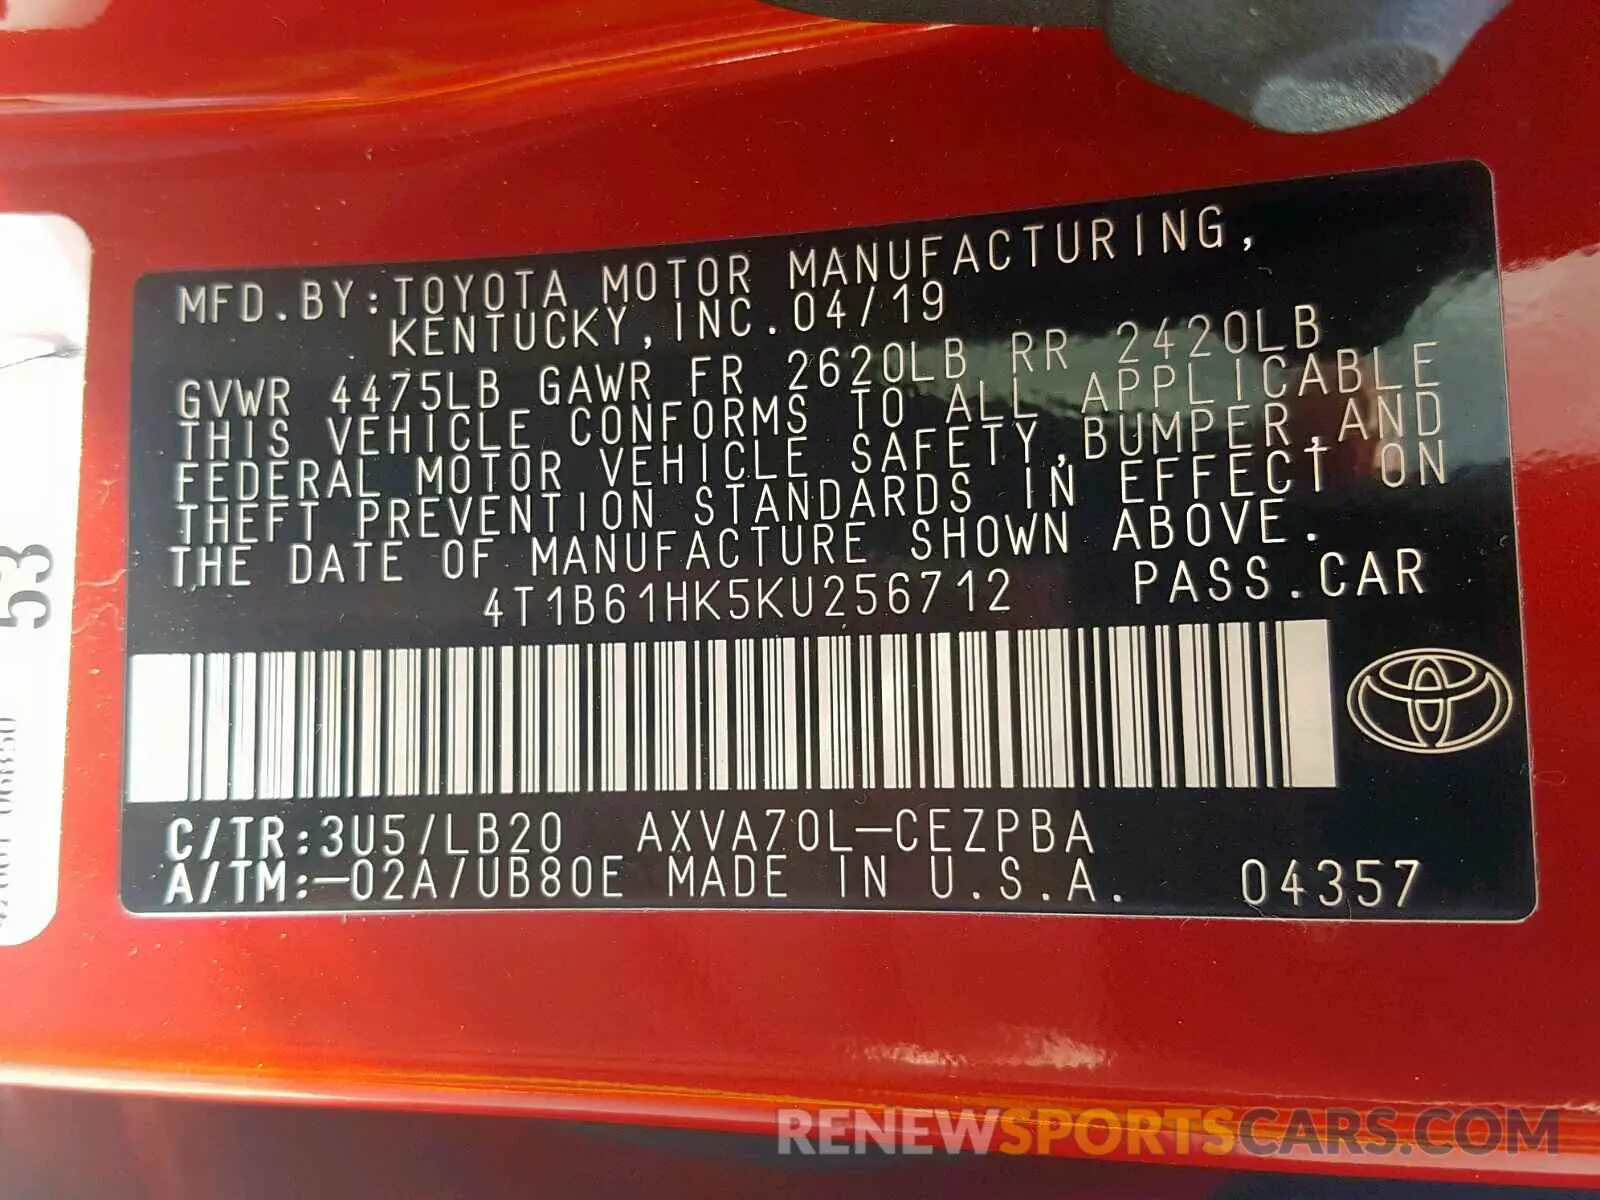 MFD.BY:TOYOTA MOTOR MANUFACTURING,
KENTUCKY,INC.04/19
GVWR 4475LB GAWR FR 2620LB RR 2420LB
THIS VEHICLE CONFORMS TO ALL APPLICABLE
FEDERAL MOTOR VEHICLE SAFETY,BUMPER,AND
THEFT PREVENTION STANDARDS IN EFFECT ON
THE DATE OF MANUFACTURE SHOWN ABOVE.
4T1B61HK5KU256712 PASS.CAR
C/TR:3U5/LB20 AXVA70L-CEZPBA
A/TM:-02A/UB80E MADE IN U.S.A. 04357
53
RENEWSPORTSCARS.COM